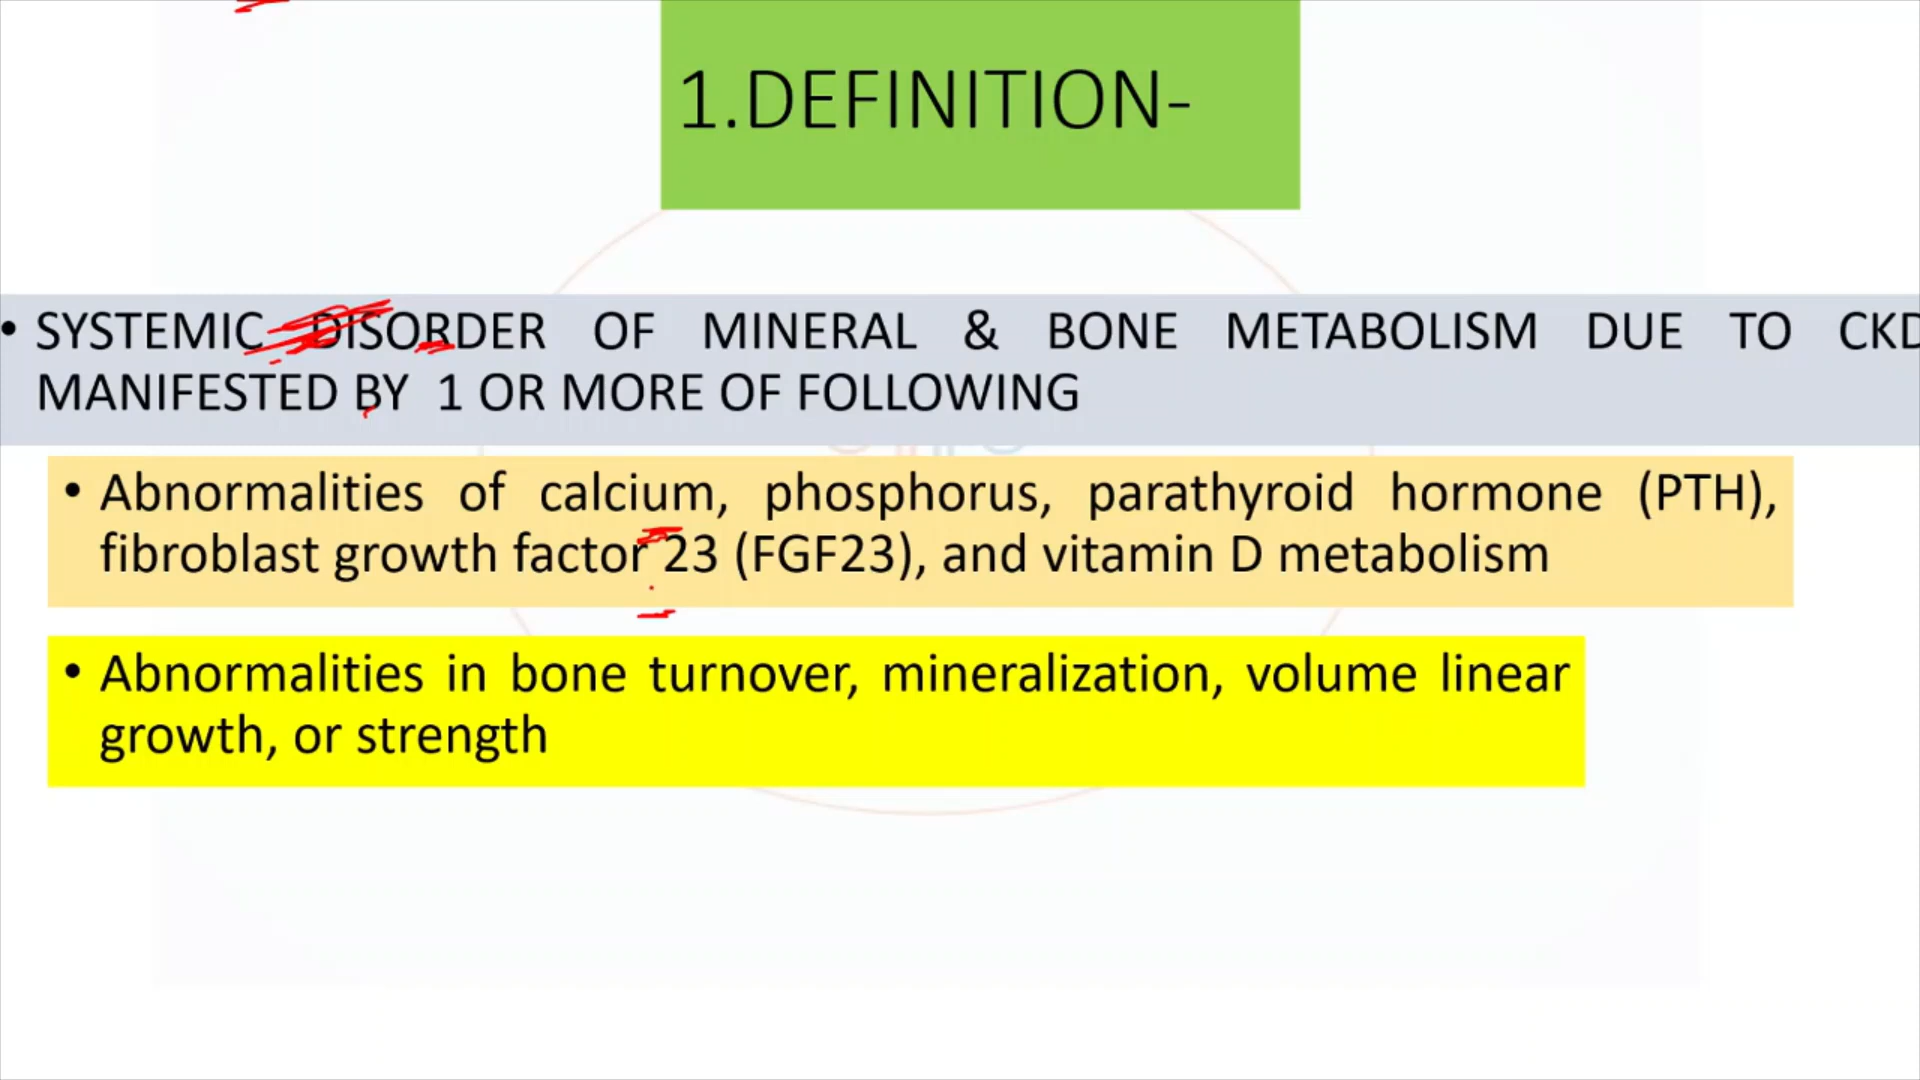 1.DEFINITION-
• SYSTEMIC DISORDER OF MINERAL & BONE METABOLISM DUE TO CKD
MANIFESTED BY 1 OR MORE OF FOLLOWING
• Abnormalities of calcium, phosphorus, parathyroid hormone (PTH),
fibroblast growth factor 23 (FGF23), and vitamin D metabolism
• Abnormalities in bone turnover, mineralization, volume linear
growth, or strength